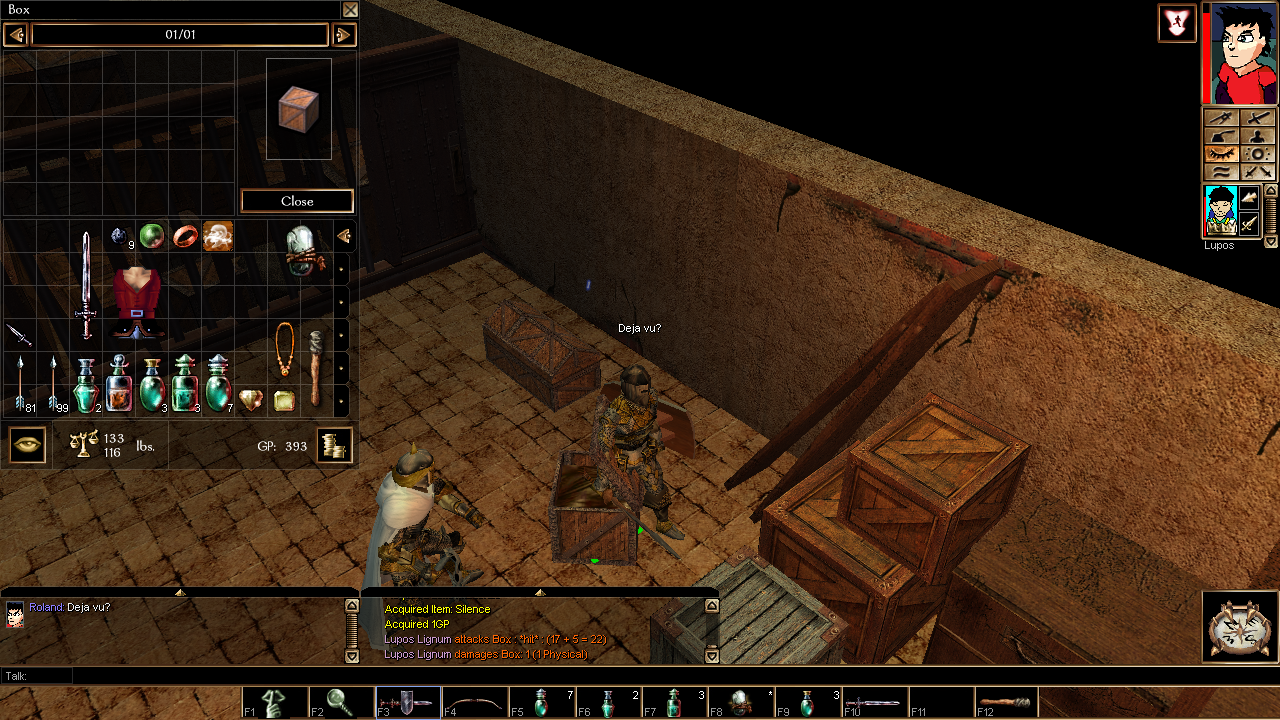 Box
01/01
Close
9
81
99
2
3
3
7
133
116
lbs.
GP: 393
Deja vu?
Lupos
Roland: Deja vu?
Acquired Item: Silence
Acquired 1GP
Lupos Lignum attacks Box : *hit* : (17 + 5 = 22)
Lupos Lignum damages Box: 1 (1 Physical)
Talk:
F1
F2
F3
F4
F5 7
F6 2
F7 3
F8 *
F9 3
F10
F11
F12